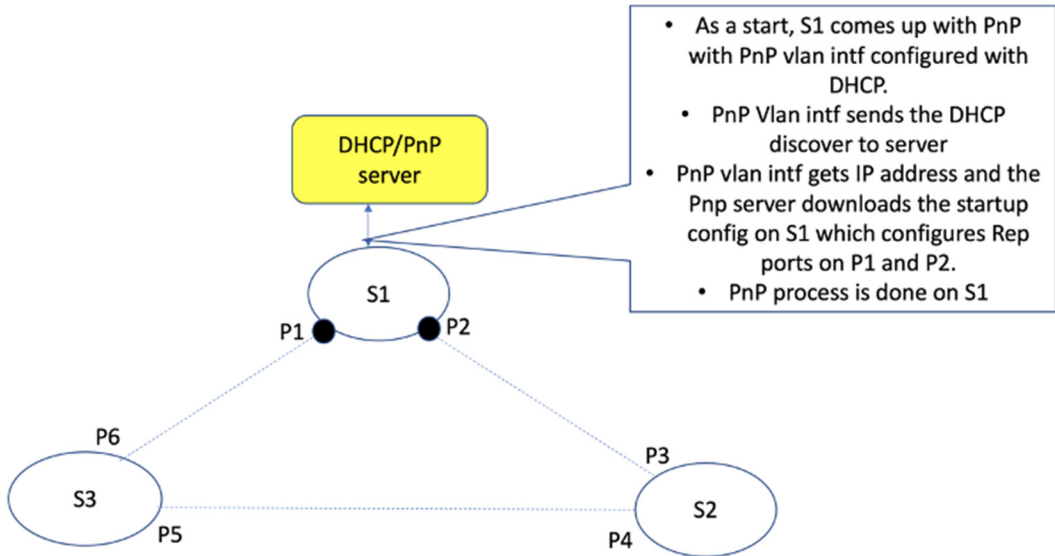 • As a start, S1 comes up with PnP
with PnP vlan intf configured with
DHCP.
• PnP Vlan intf sends the DHCP
discover to server
• PnP vlan intf gets IP address and the
Pnp server downloads the startup
config on S1 which configures Rep
ports on P1 and P2.
• PnP process is done on S1
DHCP/PnP
server
S1
P1
P2
P6
P3
S3
S2
P5
P4